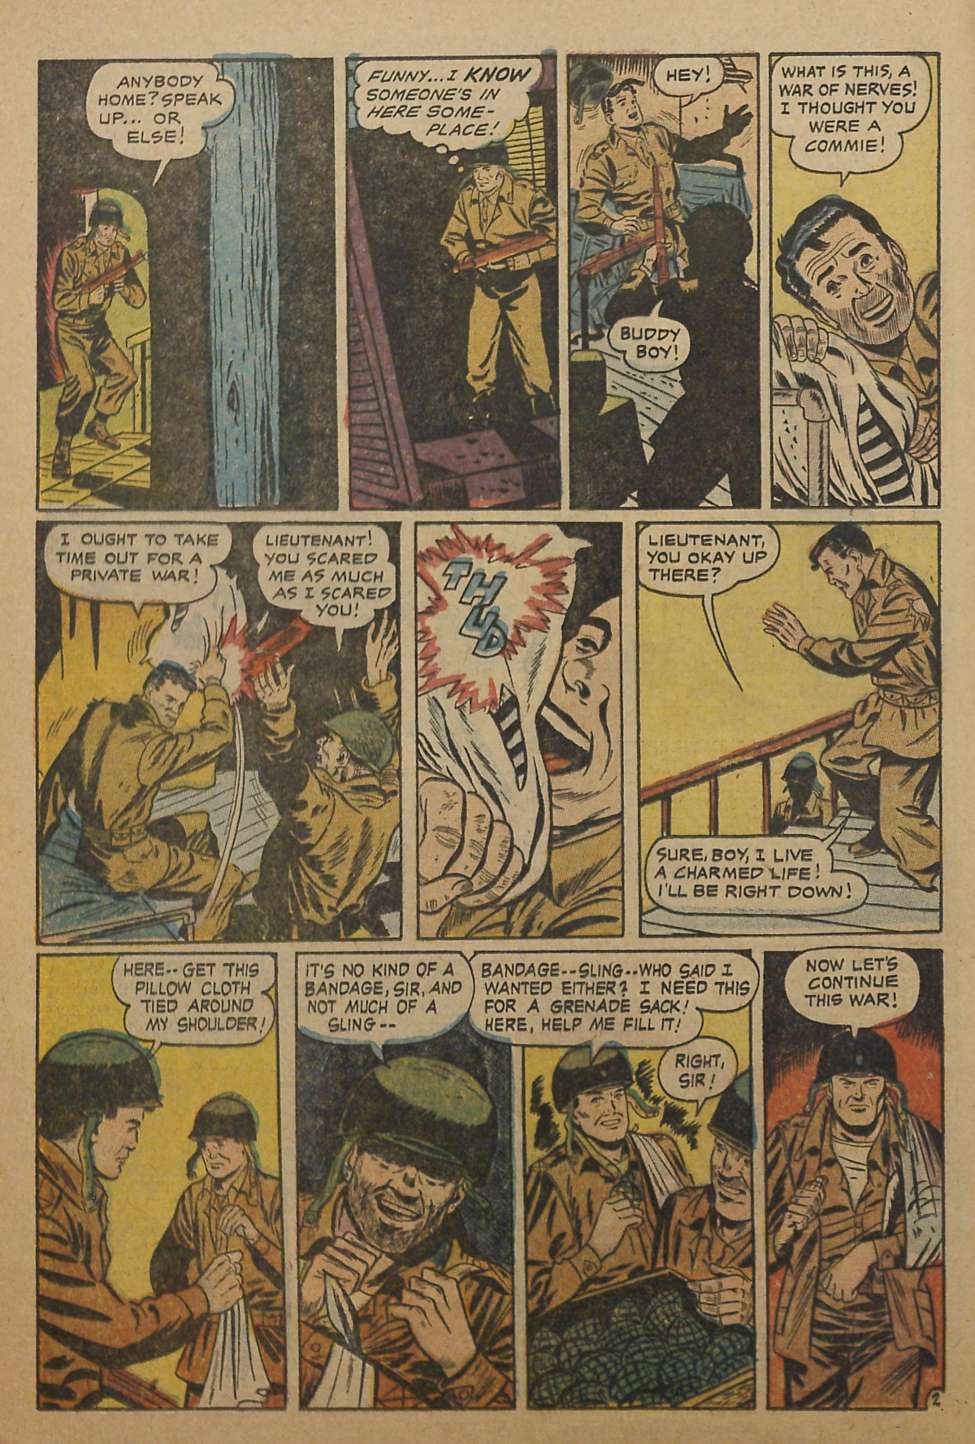 ANYBODY
HOME? SPEAK
UP... OR
ELSE!
FUNNY...I KNOW
SOMEONE'S IN
HERE SOME-
PLACE!
HEY!
BUDDY
BOY!
WHAT IS THIS, A
WAR OF NERVES!
I THOUGHT YOU
WERE A
COMMIE!
I OUGHT TO TAKE
TIME OUT FOR A
PRIVATE WAR!
LIEUTENANT!
YOU SCARED
ME AS MUCH
AS I SCARED
YOU!
THUD
LIEUTENANT,
YOU OKAY UP
THERE?
SURE, BOY, I LIVE
A CHARMED LIFE!
I'LL BE RIGHT DOWN!
HERE-- GET THIS
PILLOW CLOTH
TIED AROUND
MY SHOULDER!
IT'S NO KIND OF A
BANDAGE, SIR, AND
NOT MUCH OF A
SLING--
BANDAGE--SLING--WHO SAID I
WANTED EITHER? I NEED THIS
FOR A GRENADE SACK!
HERE, HELP ME FILL IT!
RIGHT,
SIR!
NOW LET'S
CONTINUE
THIS WAR!
2